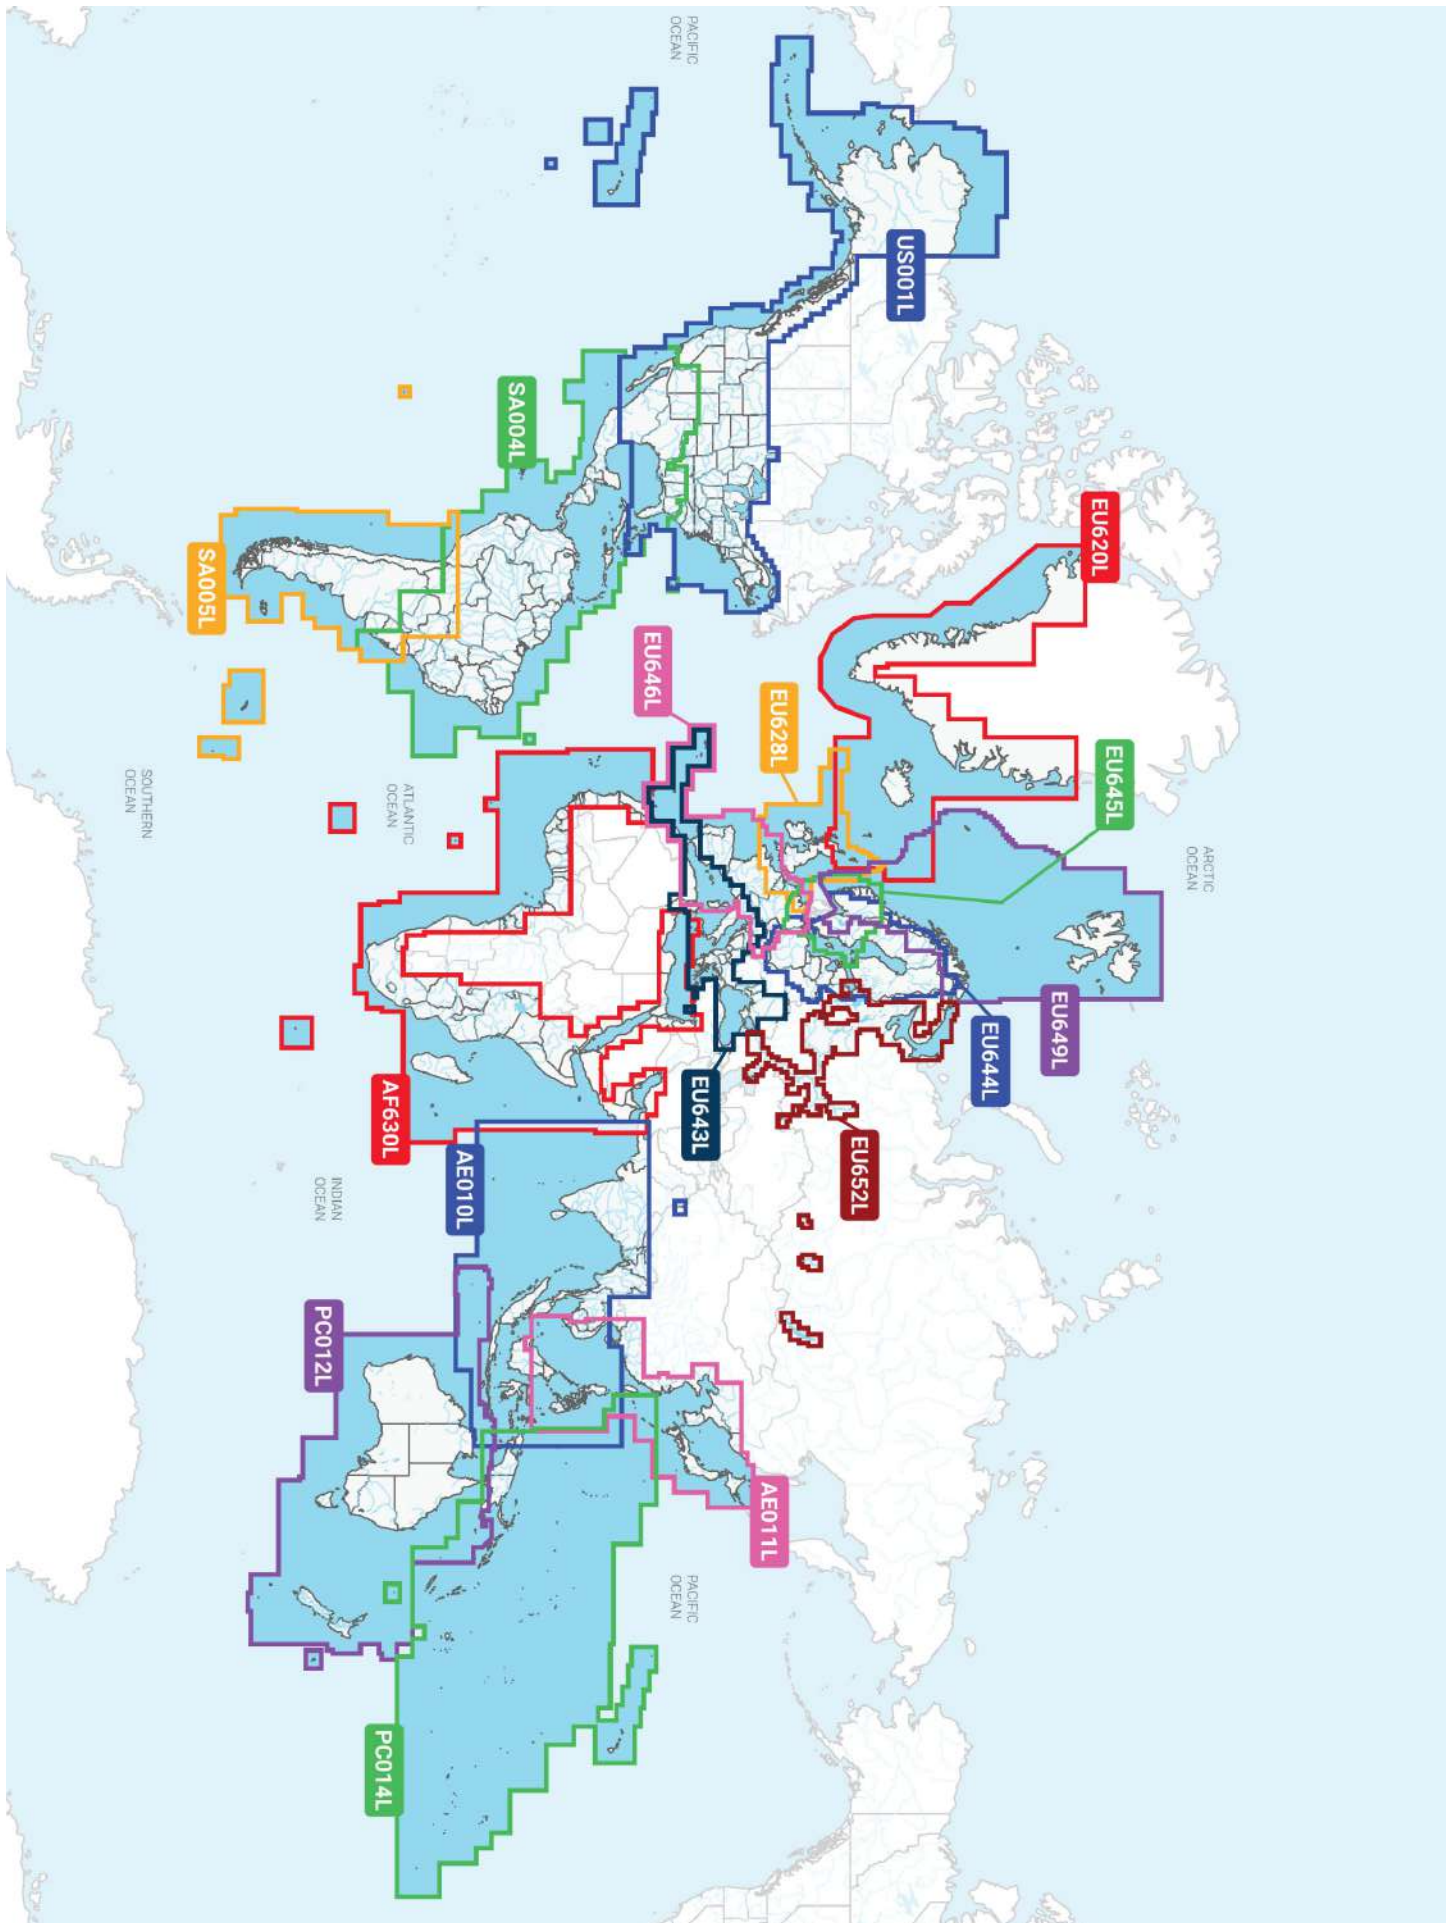 ARCTIC
OCEAN
EU620L
EU645L
EU649L
EU644L
US001L
EU628L
EU652L
PACIFIC
OCEAN
EU646L
EU643L
AE011L
PACIFIC
OCEAN
SA004L
AE010L
ATLANTIC
OCEAN
AF630L
PC014L
INDIAN
OCEAN
PC012L
SA005L
SOUTHERN
OCEAN